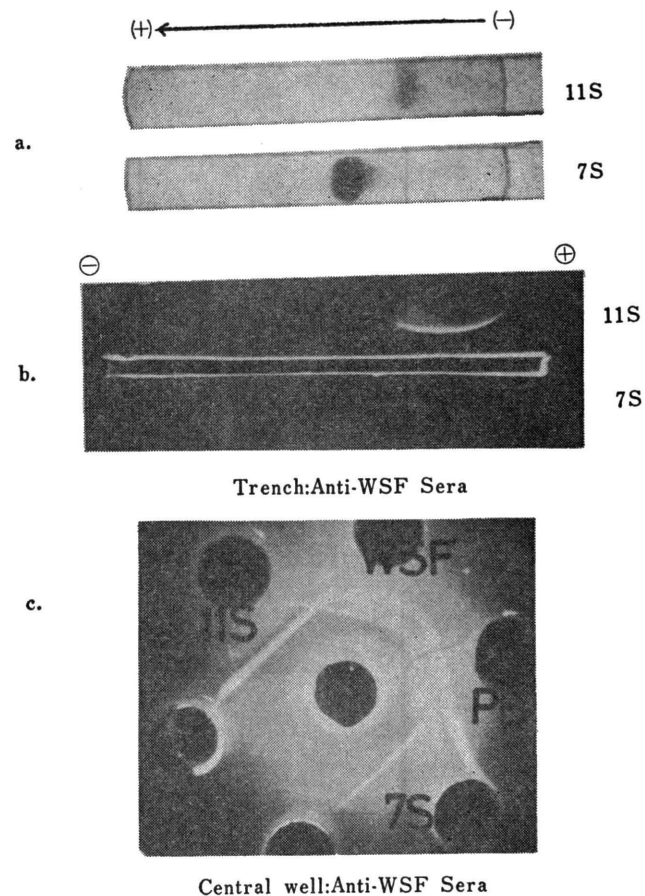 (+) (−)
11S
a.
7S
⊖ ⊕
11S
b.
7S
Trench:Anti-WSF Sera
c.
WSF
11S
P
7S
Central well:Anti-WSF Sera